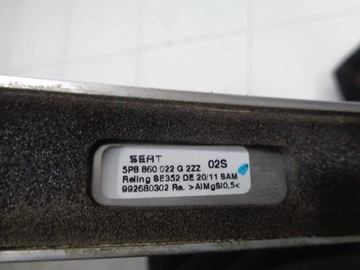 SEAT
5P8 860 022 G 2ZZ 02S
Reling SE352 DE 20/11 SAM
992680302 Re. >AlMgSi0,5<